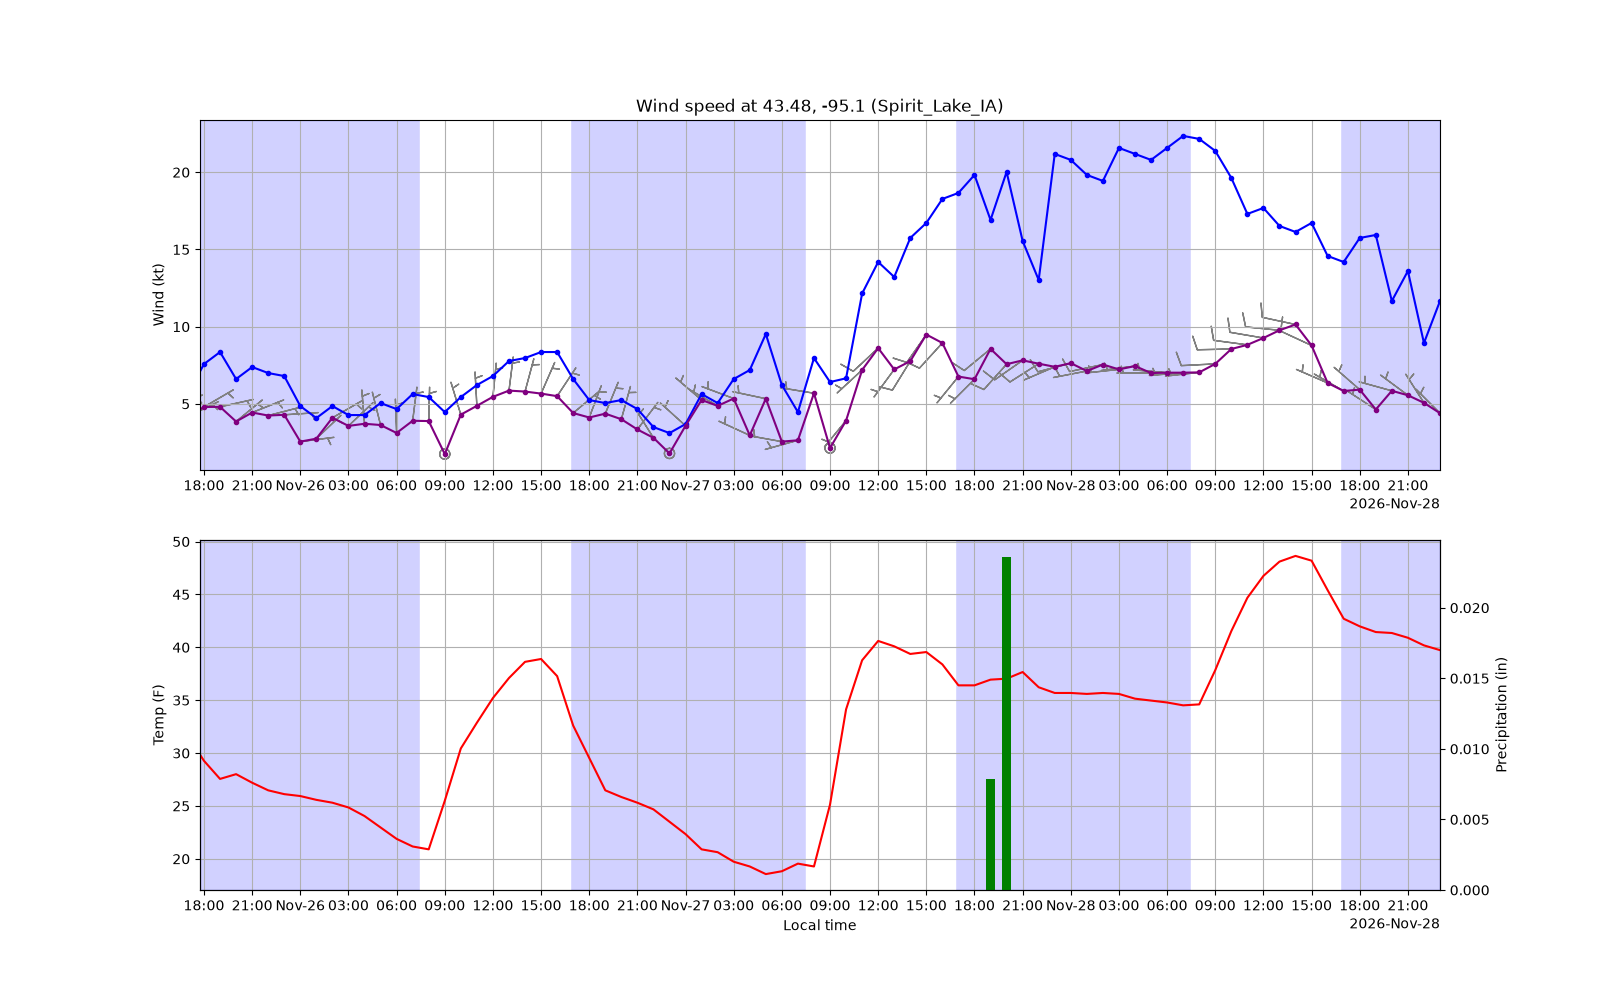 Wind speed at 43.48, -95.1 (Spirit_Lake_IA)
20
15
10
5
Wind (kt)
18:00 21:00 Nov-26 03:00 06:00 09:00 12:00 15:00 18:00 21:00 Nov-27 03:00 06:00 09:00 12:00 15:00 18:00 21:00 Nov-28 03:00 06:00 09:00 12:00 15:00 18:00 21:00
2026-Nov-28
50
45
40
35
30
25
20
Temp (F)
0.020
0.015
0.010
0.005
0.000
Precipitation (in)
18:00 21:00 Nov-26 03:00 06:00 09:00 12:00 15:00 18:00 21:00 Nov-27 03:00 06:00 09:00 12:00 15:00 18:00 21:00 Nov-28 03:00 06:00 09:00 12:00 15:00 18:00 21:00
Local time
2026-Nov-28